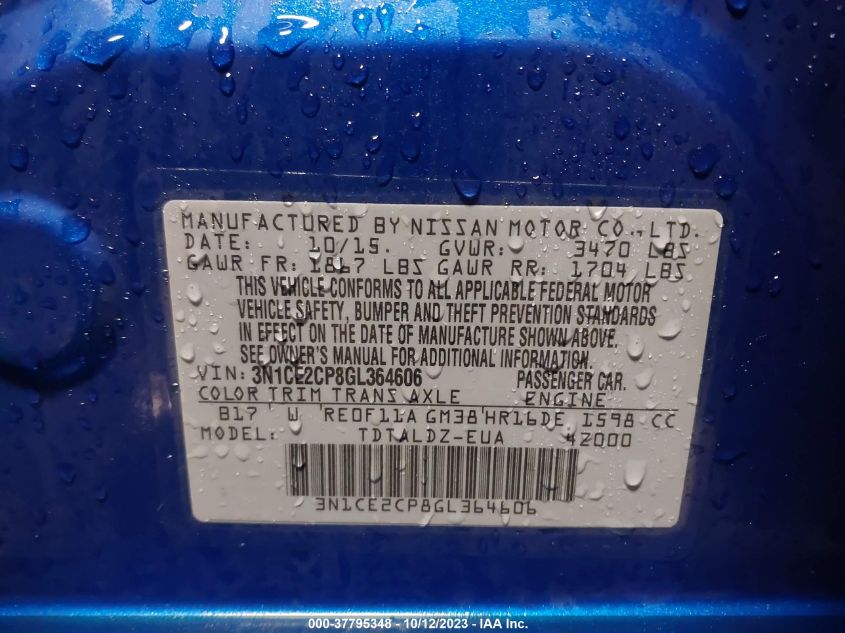 MANUFACTURED BY NISSAN MOTOR CO.,LTD.
DATE: 10/15. GVWR: 3470 LBS
GAWR FR: 1867 LBS GAWR RR: 1704 LBS
THIS VEHICLE CONFORMS TO ALL APPLICABLE FEDERAL MOTOR
VEHICLE SAFETY, BUMPER AND THEFT PREVENTION STANDARDS
IN EFFECT ON THE DATE OF MANUFACTURE SHOWN ABOVE.
SEE OWNER'S MANUAL FOR ADDITIONAL INFORMATION.
VIN: 3N1CE2CP8GL364606 PASSENGER CAR.
COLOR TRIM TRANS AXLE ENGINE
B17 W RE0F11A GM38 HR16DE 1598 CC
MODEL: TDTALDZ-EUA 42000
3N1CE2CP8GL364606
000-37795348 - 10/12/2023 - IAA Inc.